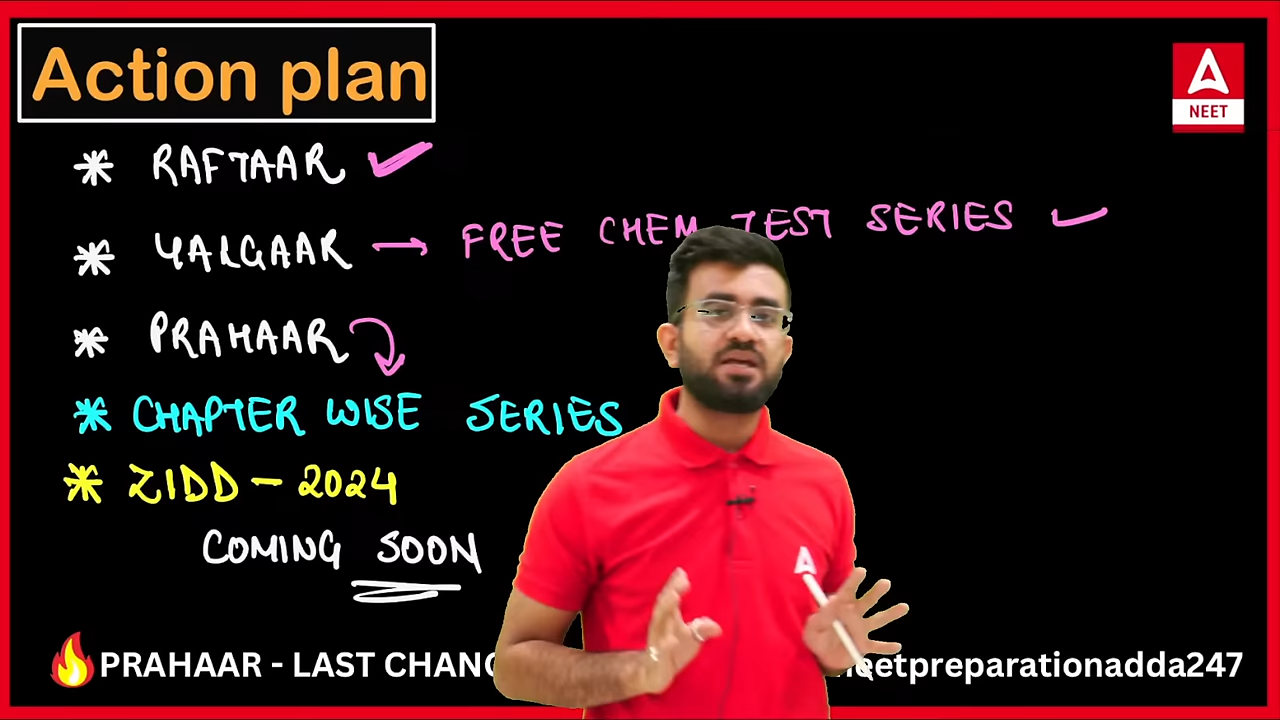 Action plan
NEET
* RAFTAAR ✓
* YALGAAR → FREE CHEM TEST SERIES ✓
* PRAHAAR
* CHAPTER WISE SERIES
* ZIDD - 2024
COMING SOON
🔥PRAHAAR - LAST CHANC
neetpreparationadda247